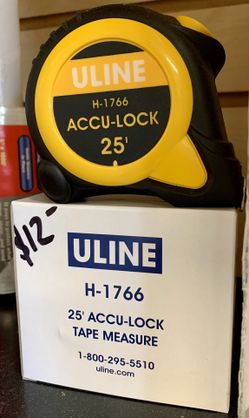 ULINE
H-1766
ACCU-LOCK
25'
$12-
ULINE
H-1766
25' ACCU-LOCK
TAPE MEASURE
1-800-295-5510
uline.com